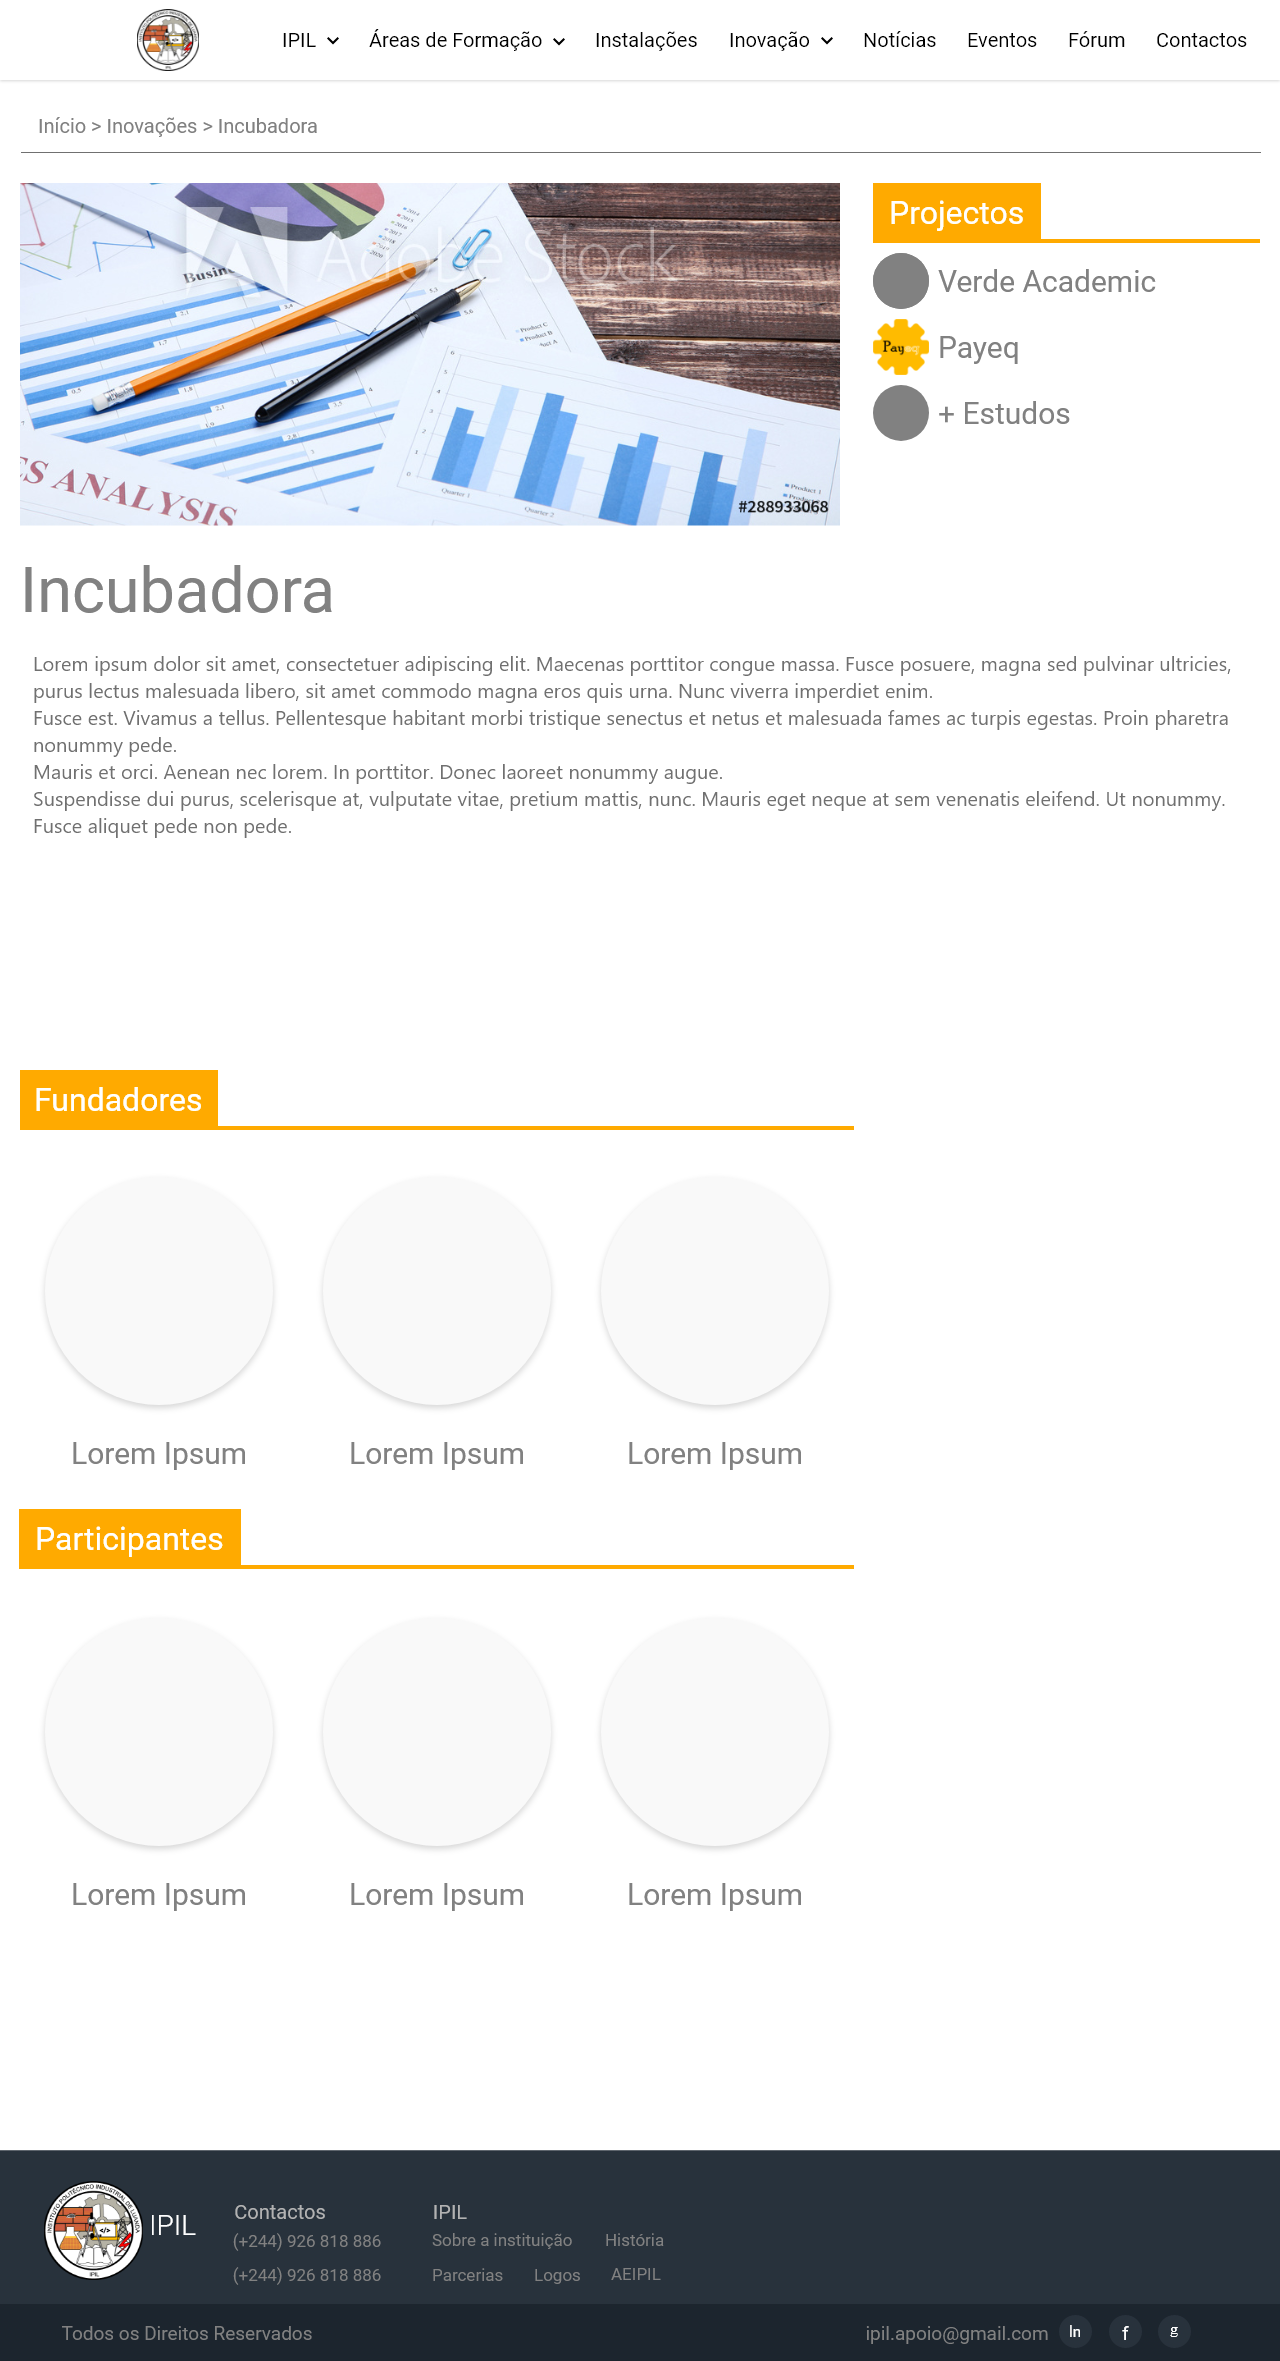 IPIL
Áreas de Formação
Instalações
Inovação
Notícias
Eventos
Fórum
Contactos
Início > Inovações > Incubadora
Adobe Stock
#288933068
Projectos
Verde Academic
Payeq
Payeq
+ Estudos
Incubadora
Lorem ipsum dolor sit amet, consectetuer adipiscing elit. Maecenas porttitor congue massa. Fusce posuere, magna sed pulvinar ultricies,
purus lectus malesuada libero, sit amet commodo magna eros quis urna. Nunc viverra imperdiet enim.
Fusce est. Vivamus a tellus. Pellentesque habitant morbi tristique senectus et netus et malesuada fames ac turpis egestas. Proin pharetra
nonummy pede.
Mauris et orci. Aenean nec lorem. In porttitor. Donec laoreet nonummy augue.
Suspendisse dui purus, scelerisque at, vulputate vitae, pretium mattis, nunc. Mauris eget neque at sem venenatis eleifend. Ut nonummy.
Fusce aliquet pede non pede.
Fundadores
Lorem Ipsum
Lorem Ipsum
Lorem Ipsum
Participantes
Lorem Ipsum
Lorem Ipsum
Lorem Ipsum
INSTITUTO POLITÉCNICO INDUSTRIAL DE LUANDA
IPIL
IPIL
Contactos
(+244) 926 818 886
(+244) 926 818 886
IPIL
Sobre a instituição
História
Parcerias
Logos
AEIPIL
Todos os Direitos Reservados
ipil.apoio@gmail.com
In
f
g